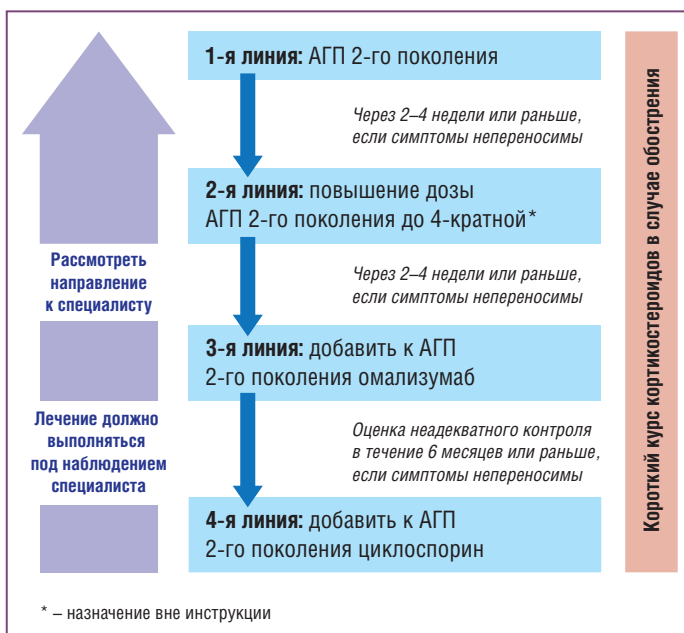 1-я линия: АГП 2-го поколения
Через 2–4 недели или раньше,
если симптомы непереносимы
2-я линия: повышение дозы
АГП 2-го поколения до 4-кратной*
Рассмотреть
направление
к специалисту
Через 2–4 недели или раньше,
если симптомы непереносимы
3-я линия: добавить к АГП
2-го поколения омализумаб
Лечение должно
выполняться
под наблюдением
специалиста
Оценка неадекватного контроля
в течение 6 месяцев или раньше,
если симптомы непереносимы
4-я линия: добавить к АГП
2-го поколения циклоспорин
Короткий курс кортикостероидов в случае обострения
* – назначение вне инструкции